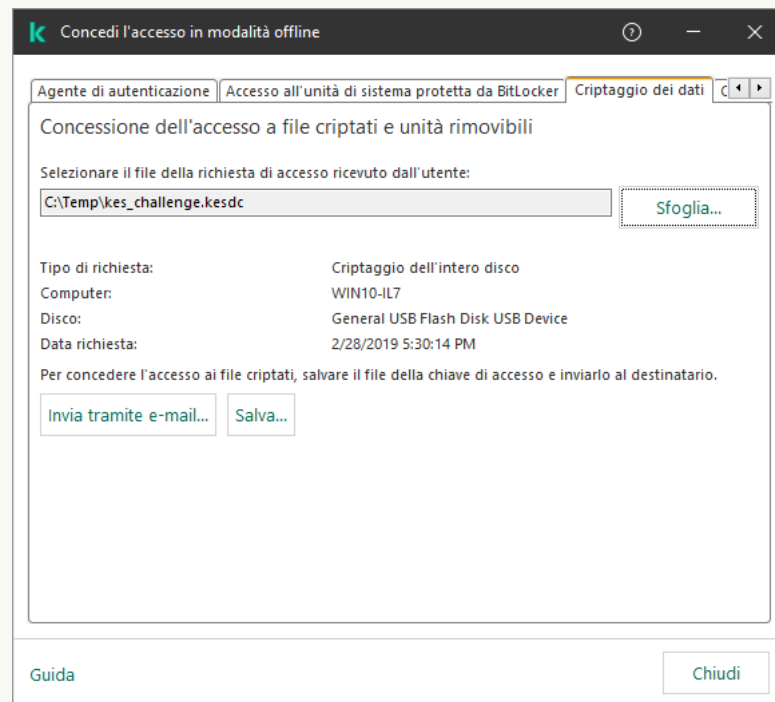 Concedi l'accesso in modalità offline
Agente di autenticazione
Accesso all'unità di sistema protetta da BitLocker
Criptaggio dei dati
Concessione dell'accesso a file criptati e unità rimovibili
Selezionare il file della richiesta di accesso ricevuto dall'utente:
C:\Temp\kes_challenge.kesdc
Sfoglia...
Tipo di richiesta: Criptaggio dell'intero disco
Computer: WIN10-IL7
Disco: General USB Flash Disk USB Device
Data richiesta: 2/28/2019 5:30:14 PM
Per concedere l'accesso ai file criptati, salvare il file della chiave di accesso e inviarlo al destinatario.
Invia tramite e-mail... Salva...
Guida
Chiudi